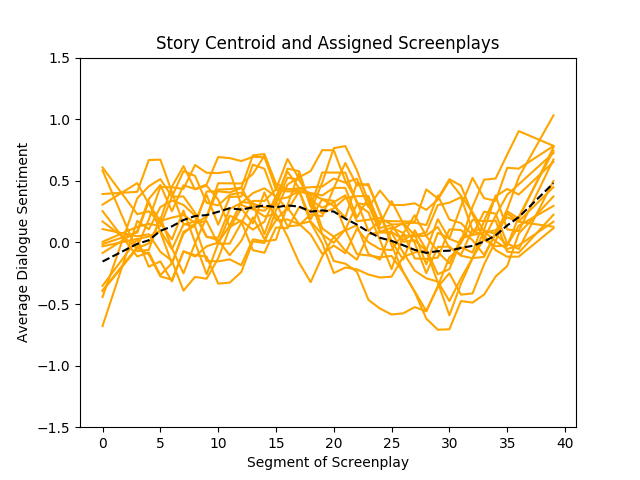 Story Centroid and Assigned Screenplays
1.5
1.0
0.5
0.0
−0.5
−1.0
−1.5
Average Dialogue Sentiment
0 5 10 15 20 25 30 35 40
Segment of Screenplay